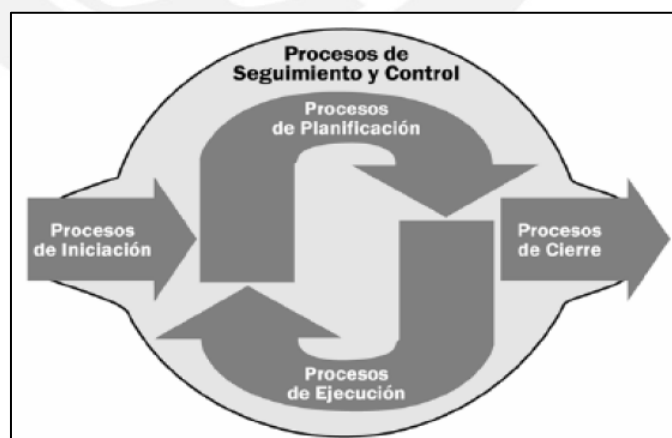 Procesos de
Seguimiento y Control
Procesos
de Planificación
Procesos
de Iniciación
Procesos
de Cierre
Procesos
de Ejecución